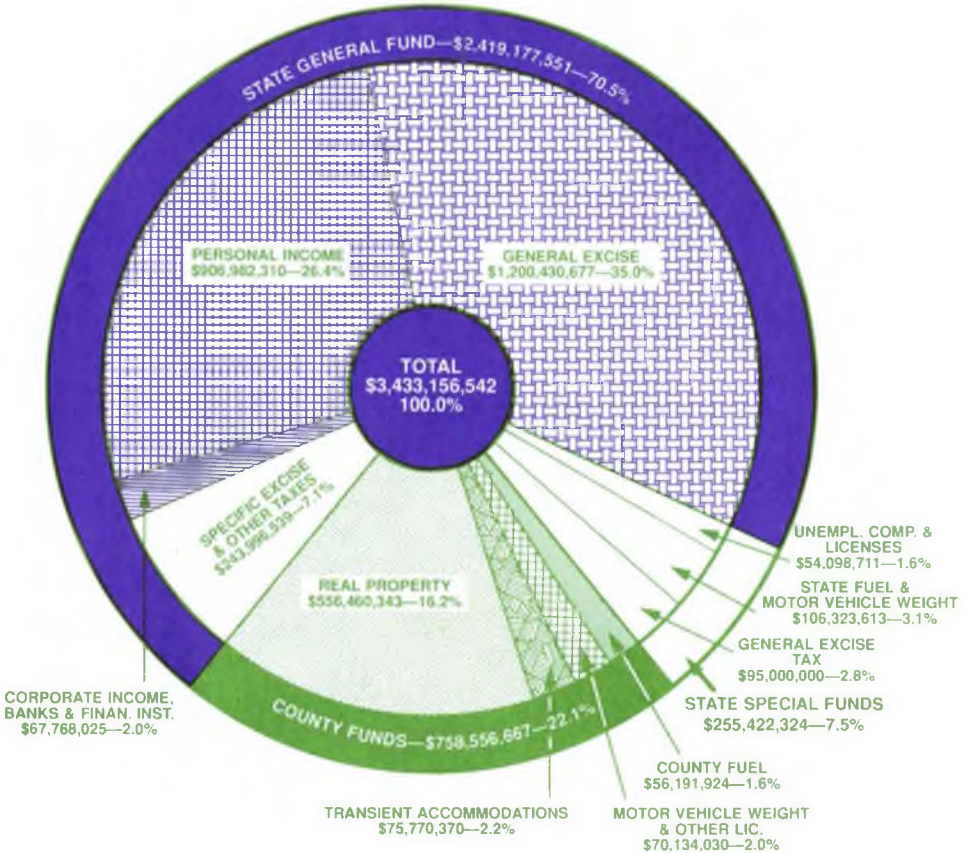 STATE GENERAL FUND—$2,419,177,551—70.5%
PERSONAL INCOME
$906,982,310—26.4%
GENERAL EXCISE
$1,200,430,677—35.0%
TOTAL
$3,433,156,542
100.0%
SPECIFIC EXCISE
& OTHER TAXES
$243,996,539—7.1%
REAL PROPERTY
$556,460,343—16.2%
UNEMPL. COMP. &
LICENSES
$54,098,711—1.6%
STATE FUEL &
MOTOR VEHICLE WEIGHT
$106,323,613—3.1%
GENERAL EXCISE
TAX
$95,000,000—2.8%
STATE SPECIAL FUNDS
$255,422,324—7.5%
CORPORATE INCOME,
BANKS & FINAN. INST.
$67,768,025—2.0%
COUNTY FUNDS—$758,556,667—22.1%
COUNTY FUEL
$56,191,924—1.6%
TRANSIENT ACCOMMODATIONS
$75,770,370—2.2%
MOTOR VEHICLE WEIGHT
& OTHER LIC.
$70,134,030—2.0%